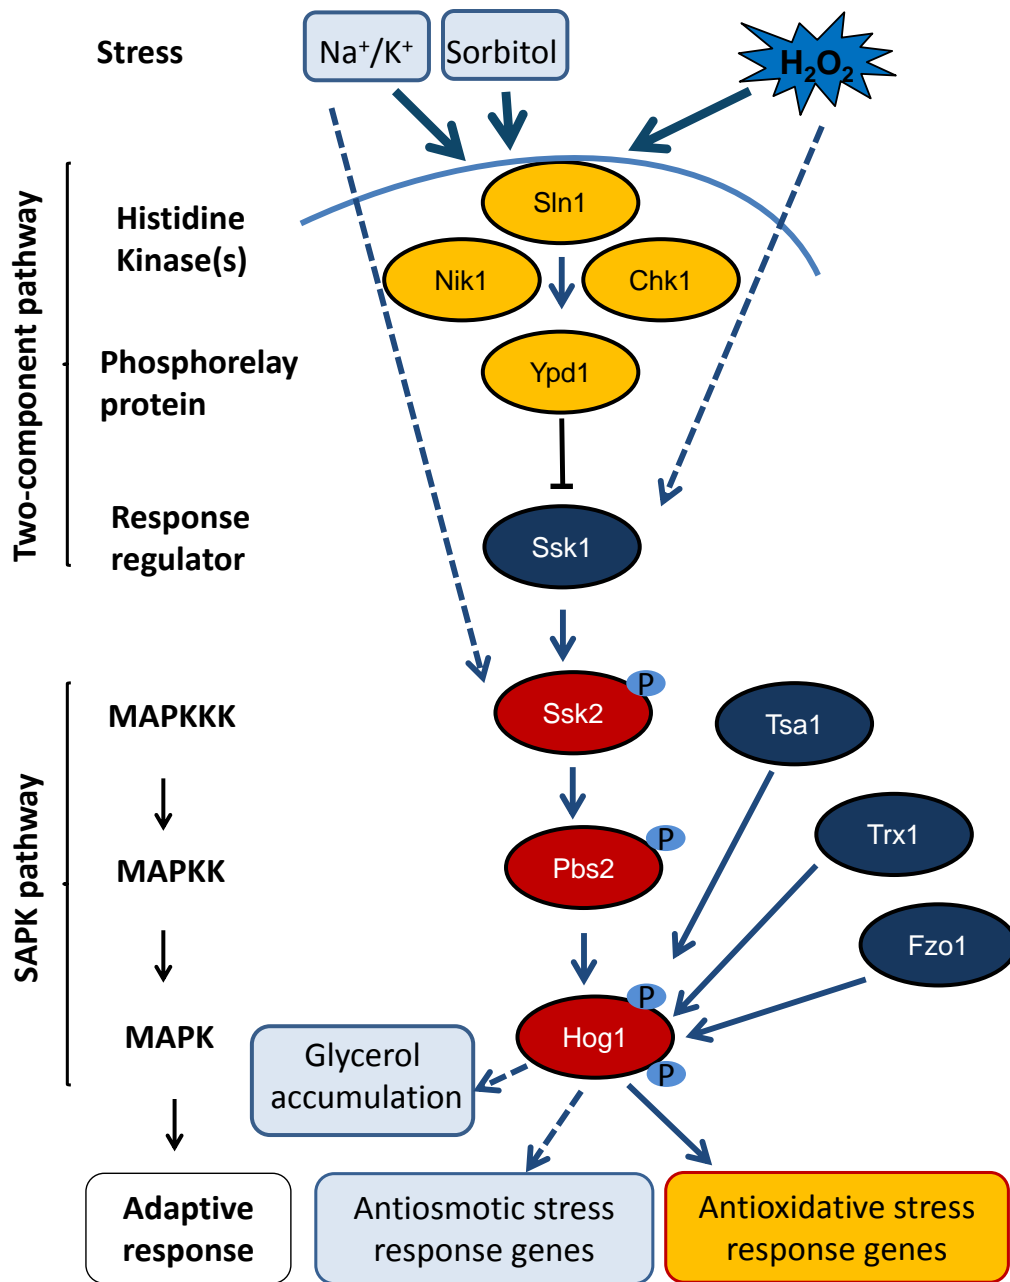 Stress
Na⁺/K⁺
Sorbitol
H₂O₂
Two-component pathway
Histidine
Kinase(s)
Sln1
Nik1
Chk1
Phosphorelay
protein
Ypd1
Response
regulator
Ssk1
SAPK pathway
MAPKKK
Ssk2
P
Tsa1
MAPKK
Pbs2
P
Trx1
Fzo1
MAPK
Hog1
P
P
Glycerol
accumulation
Adaptive
response
Antiosmotic stress
response genes
Antioxidative stress
response genes